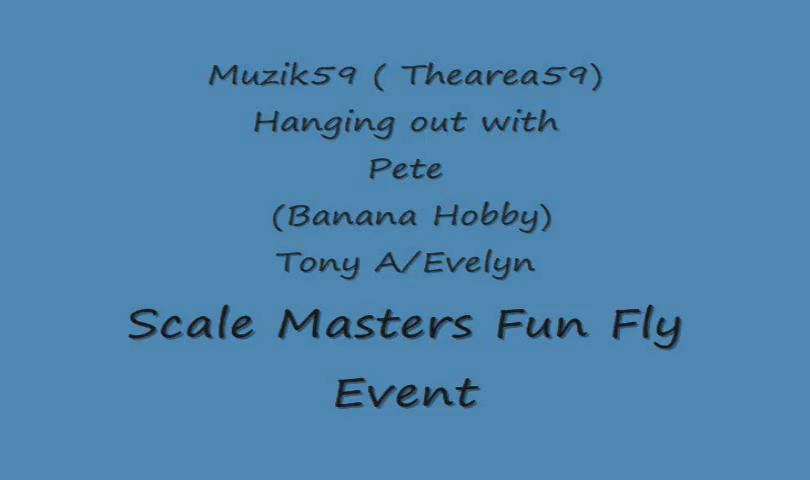 Muzik59 ( Thearea59)
Hanging out with
Pete
(Banana Hobby)
Tony A/Evelyn
Scale Masters Fun Fly
Event